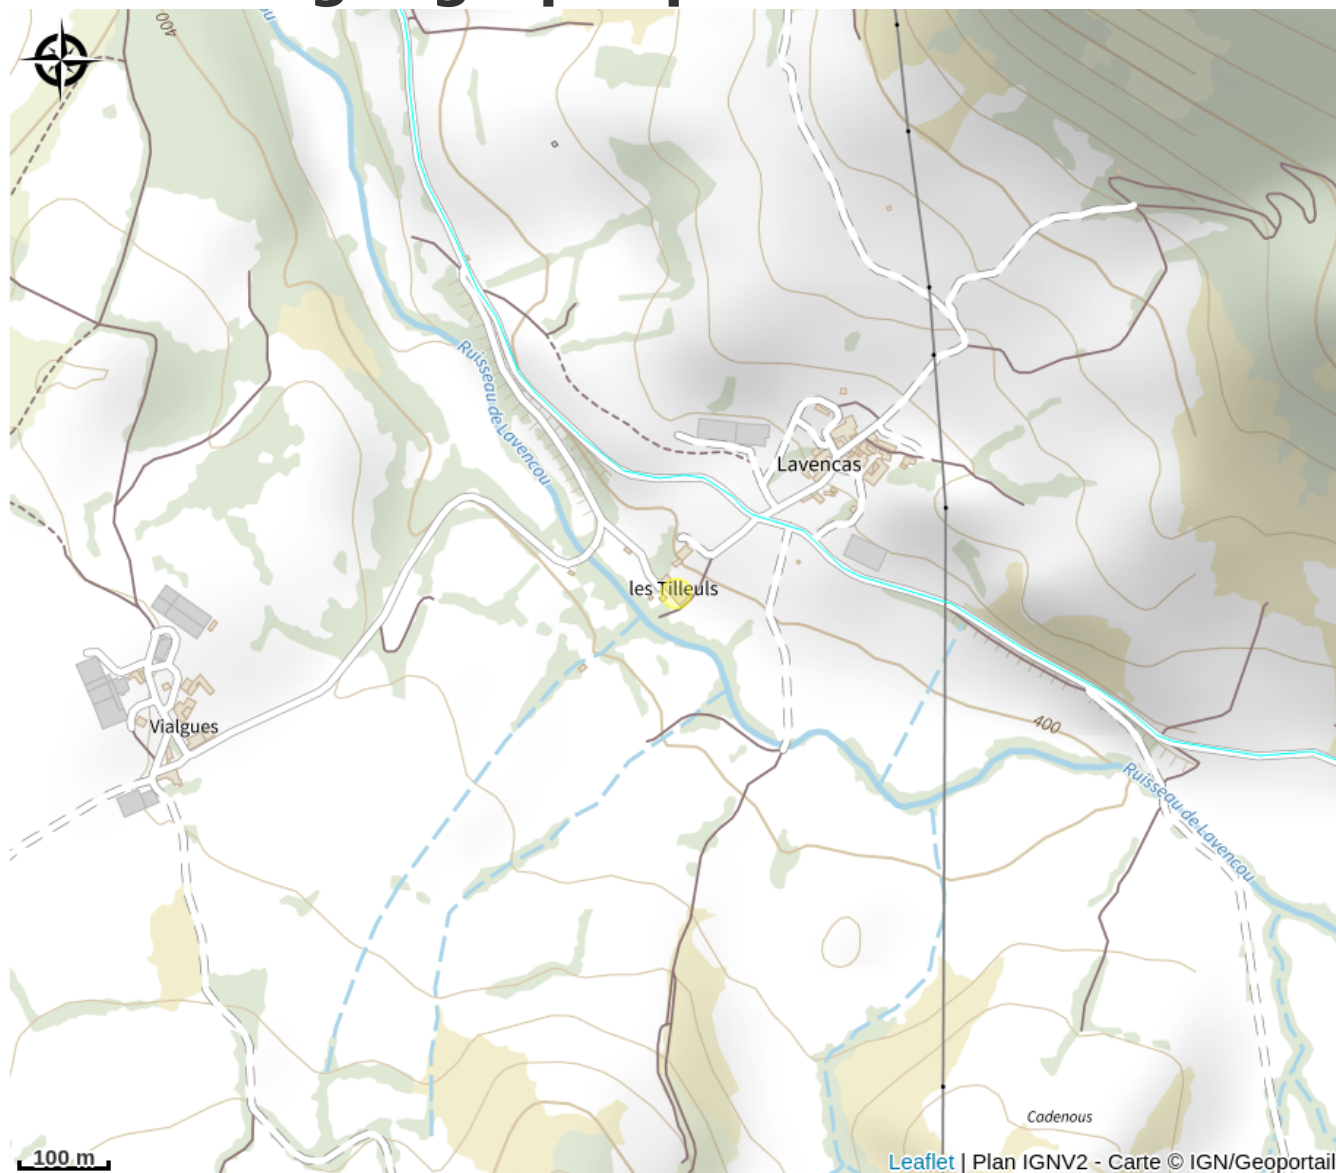 400
Ruisseau de Lavencou
Lavencas
les Tilleuls
Vialgues
400
Ruisseau de Lavencou
Cadenous
100 m
Leaflet | Plan IGNV2 - Carte © IGN/Geoportail